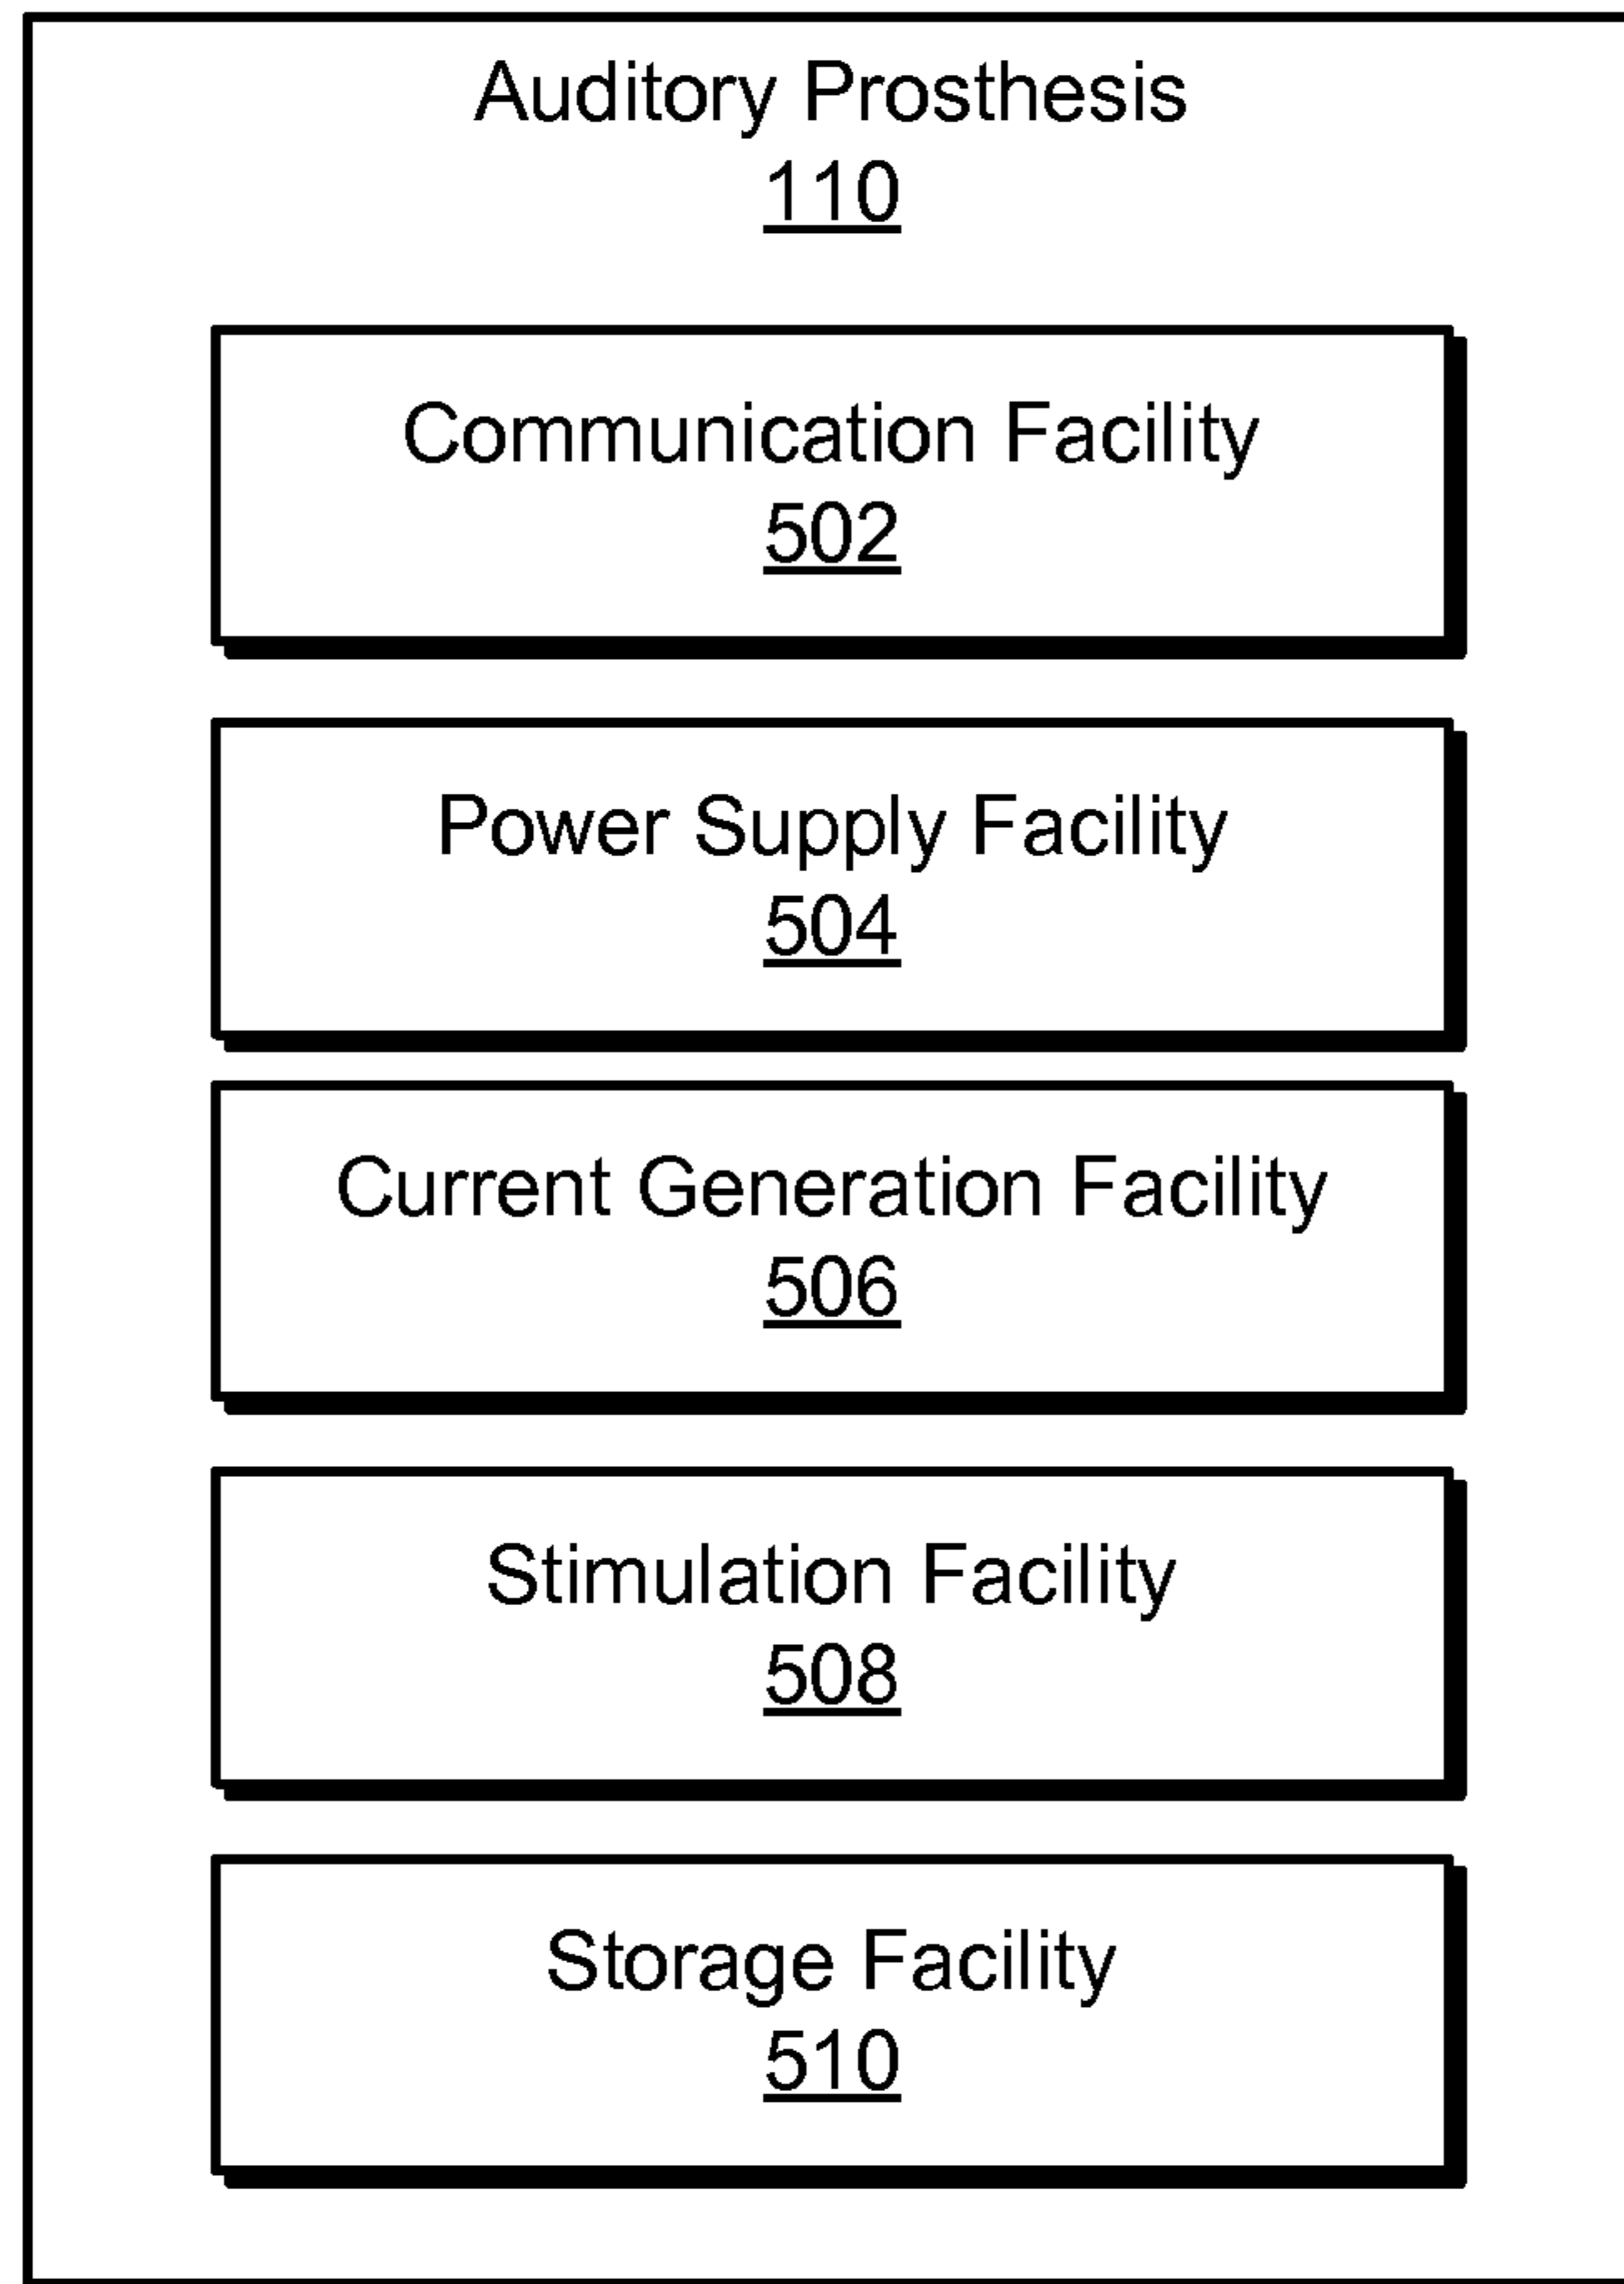 Auditory Prosthesis
110
Communication Facility
502
Power Supply Facility
504
Current Generation Facility
506
Stimulation Facility
508
Storage Facility
510